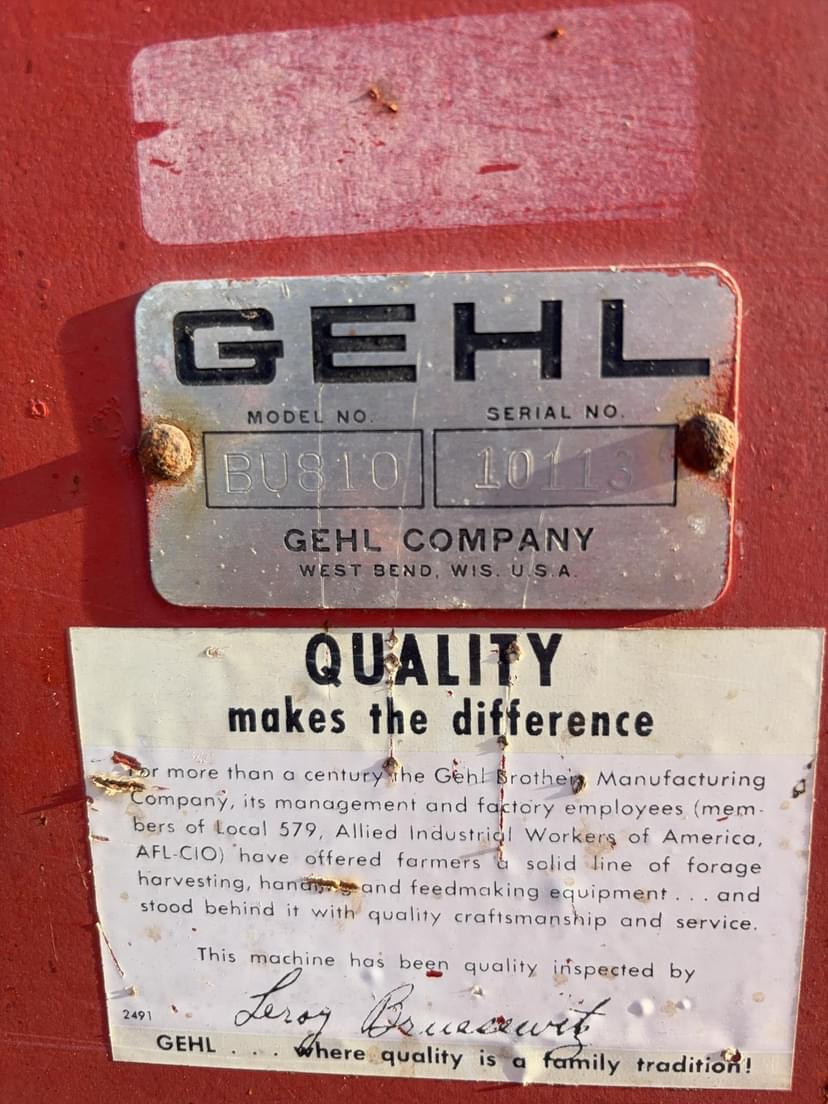 GEHL
MODEL NO. SERIAL NO.
BU810 10113
GEHL COMPANY
WEST BEND, WIS. U.S.A.
QUALITY
makes the difference
For more than a century the Gehl Brothers Manufacturing
Company, its management and factory employees (mem-
bers of Local 579, Allied Industrial Workers of America,
AFL-CIO) have offered farmers a solid line of forage
harvesting, handling and feedmaking equipment . . . and
stood behind it with quality craftsmanship and service.
This machine has been quality inspected by
Leroy Bruesewitz
2491
GEHL . . . where quality is a family tradition!